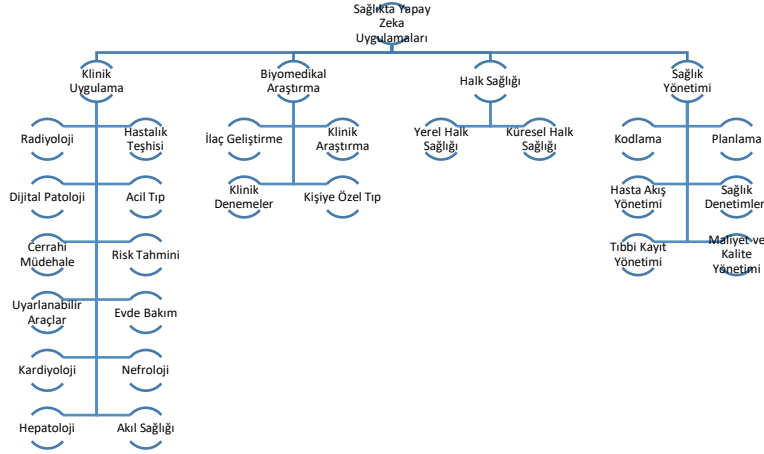 Sağlıkta Yapay
Zeka
Uygulamaları
Klinik
Uygulama
Biyomedikal
Araştırma
Halk Sağlığı
Sağlık
Yönetimi
Radyoloji
Hastalık
Teşhisi
İlaç Geliştirme
Klinik
Araştırma
Yerel Halk
Sağlığı
Küresel Halk
Sağlığı
Kodlama
Planlama
Dijital Patoloji
Acil Tıp
Klinik
Denemeler
Kişiye Özel Tıp
Hasta Akış
Yönetimi
Sağlık
Denetimler
Cerrahi
Müdehale
Risk Tahmini
Tıbbi Kayıt
Yönetimi
Maliyet ve
Kalite
Yönetimi
Uyarlanabilir
Araçlar
Evde Bakım
Kardiyoloji
Nefroloji
Hepatoloji
Akıl Sağlığı